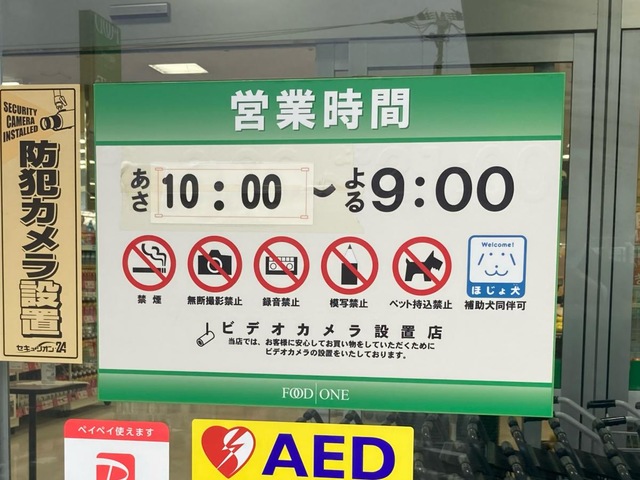 SECURITY
CAMERA
INSTALLED
防犯カメラ設置
セキュリオン24
営業時間
あさ 10:00 〜 よる 9:00
禁煙
無断撮影禁止
録音禁止
模写禁止
ペット持込禁止
Welcome!
ほじょ犬
補助犬同伴可
ビデオカメラ設置店
当店では、お客様に安心してお買い物をしていただくために
ビデオカメラの設置をいたしております。
FOOD ONE
ペイペイ使えます
AED